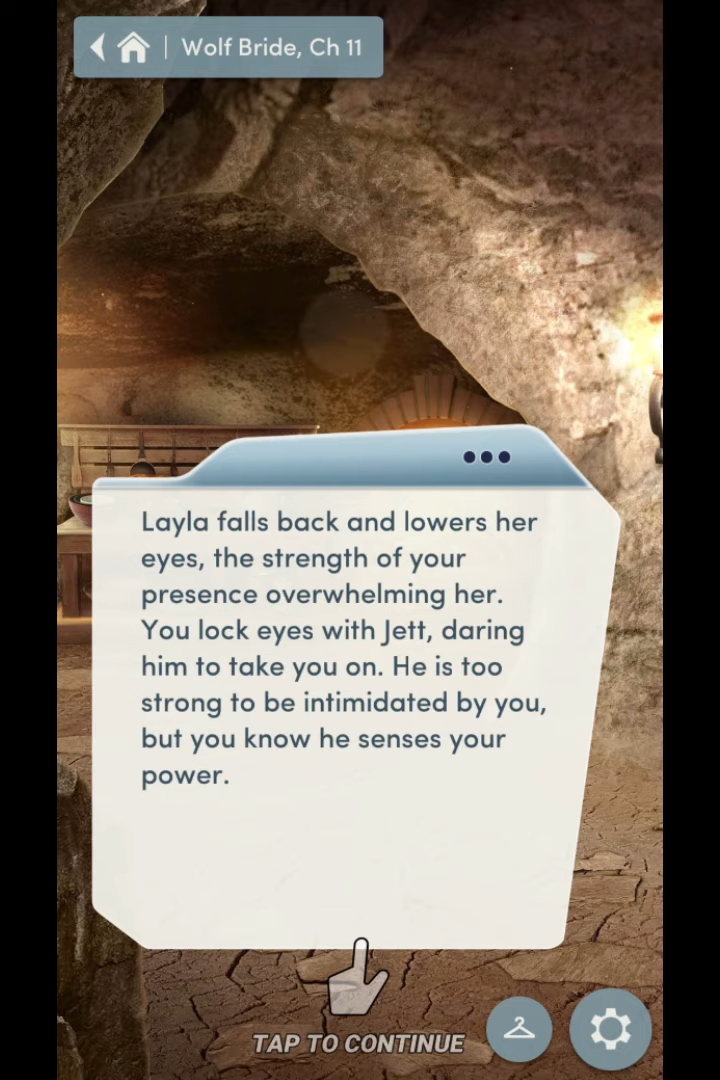 Wolf Bride, Ch 11
Layla falls back and lowers her
eyes, the strength of your
presence overwhelming her.
You lock eyes with Jett, daring
him to take you on. He is too
strong to be intimidated by you,
but you know he senses your
power.
TAP TO CONTINUE